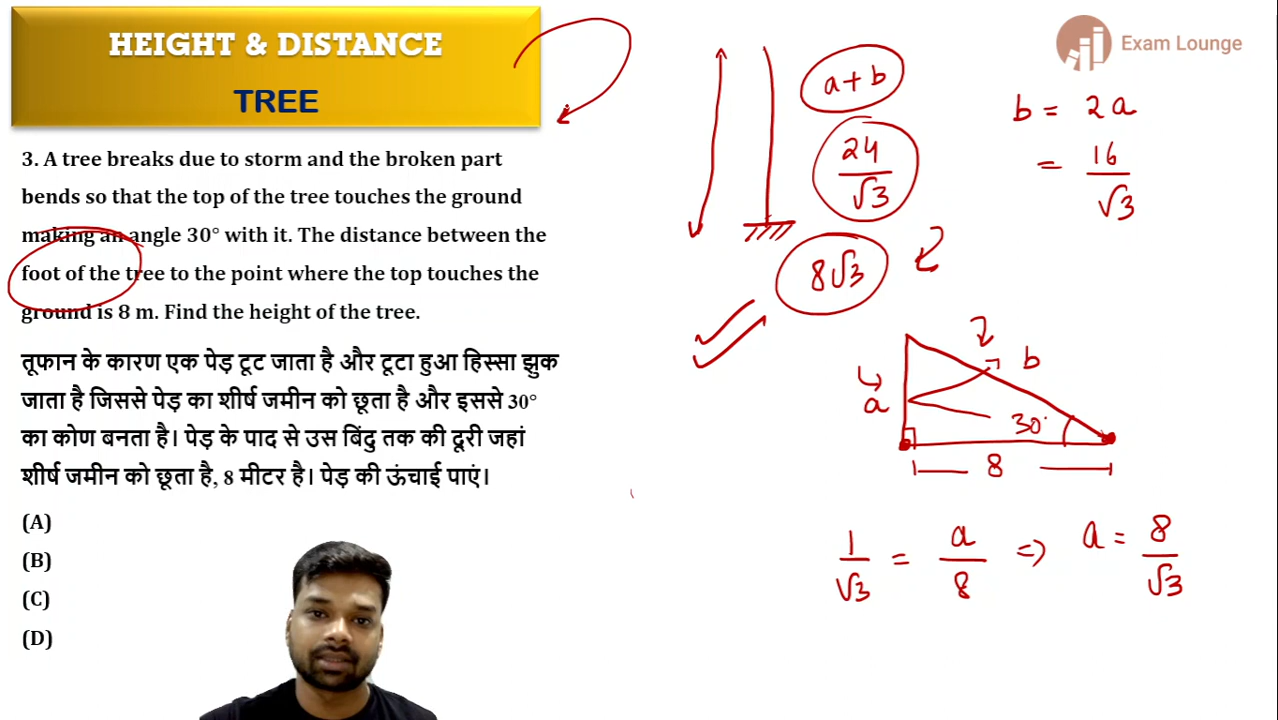 HEIGHT & DISTANCE
TREE
Exam Lounge
3. A tree breaks due to storm and the broken part
bends so that the top of the tree touches the ground
making an angle 30° with it. The distance between the
foot of the tree to the point where the top touches the
ground is 8 m. Find the height of the tree.
तूफान के कारण एक पेड़ टूट जाता है और टूटा हुआ हिस्सा झुक
जाता है जिससे पेड़ का शीर्ष जमीन को छूता है और इससे 30°
का कोण बनता है। पेड़ के पाद से उस बिंदु तक की दूरी जहां
शीर्ष जमीन को छूता है, 8 मीटर है। पेड़ की ऊंचाई पाएं।
(A)
(B)
(C)
(D)
a + b
24
√3
8√3
b = 2a
= 16
√3
a
b
30°
8
1/√3 = a/8 => a = 8/√3